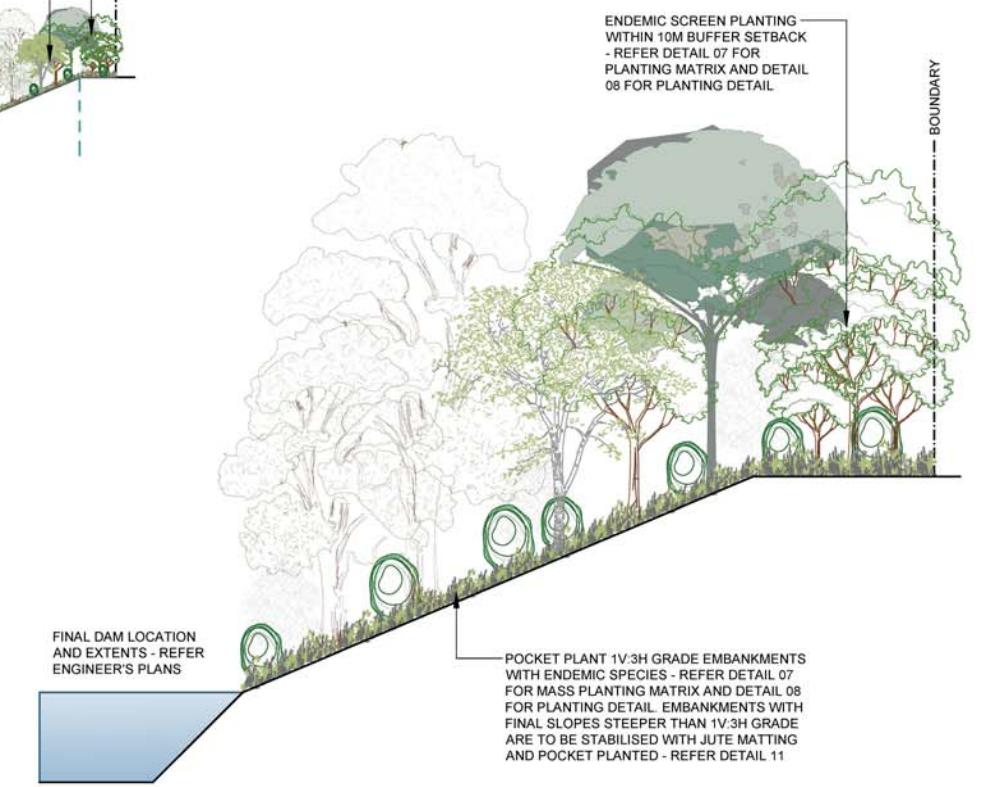 ENDEMIC SCREEN PLANTING
WITHIN 10M BUFFER SETBACK
- REFER DETAIL 07 FOR
PLANTING MATRIX AND DETAIL
08 FOR PLANTING DETAIL
BOUNDARY
FINAL DAM LOCATION
AND EXTENTS - REFER
ENGINEER'S PLANS
POCKET PLANT 1V:3H GRADE EMBANKMENTS
WITH ENDEMIC SPECIES - REFER DETAIL 07
FOR MASS PLANTING MATRIX AND DETAIL 08
FOR PLANTING DETAIL. EMBANKMENTS WITH
FINAL SLOPES STEEPER THAN 1V:3H GRADE
ARE TO BE STABILISED WITH JUTE MATTING
AND POCKET PLANTED - REFER DETAIL 11